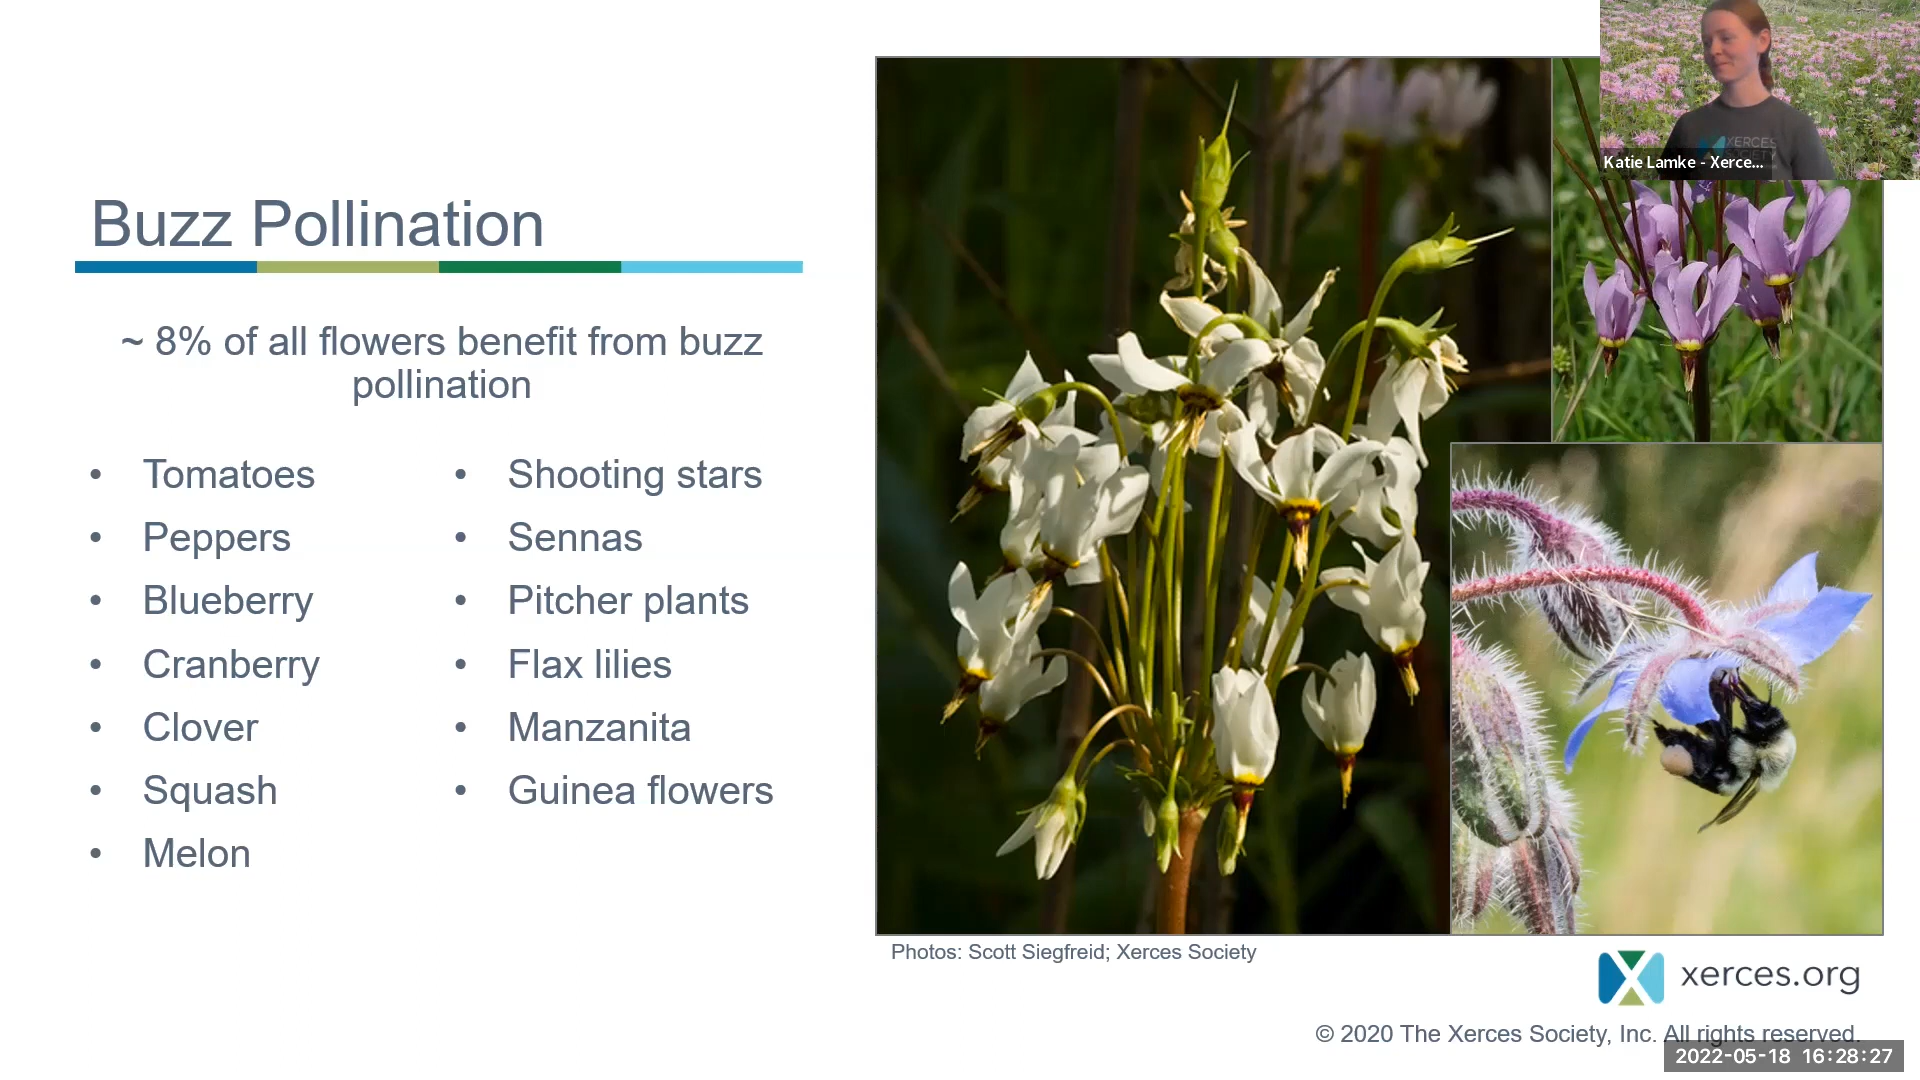 Katie Lamke - Xerce...
XERCES
Buzz Pollination
~ 8% of all flowers benefit from buzz
pollination
• Tomatoes
• Peppers
• Blueberry
• Cranberry
• Clover
• Squash
• Melon
• Shooting stars
• Sennas
• Pitcher plants
• Flax lilies
• Manzanita
• Guinea flowers
Photos: Scott Siegfreid; Xerces Society
xerces.org
© 2020 The Xerces Society, Inc. All rights reserved.
2022-05-18 16:28:27